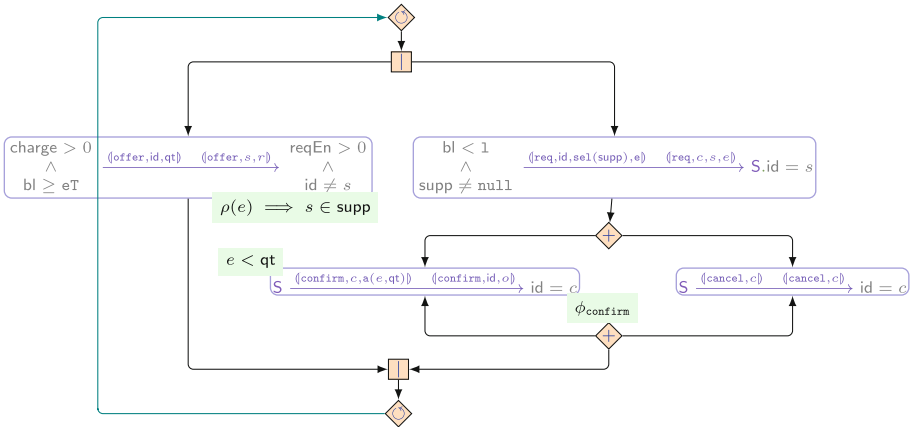 ↺
|
charge > 0
∧
bl ≥ eT
⦇offer,id,qt⦈ ⦇offer,s,r⦈
reqEn > 0
∧
id ≠ s
ρ(e) ⟹ s ∈ supp
bl < 1
∧
supp ≠ null
⦇req,id,sel(supp),e⦈ ⦇req,c,s,e⦈
S.id = s
+
e < qt
S ⦇confirm,c,a(e,qt)⦈ ⦇confirm,id,o⦈ id = c
ϕconfirm
S ⦇cancel,c⦈ ⦇cancel,c⦈ id = c
+
|
↺